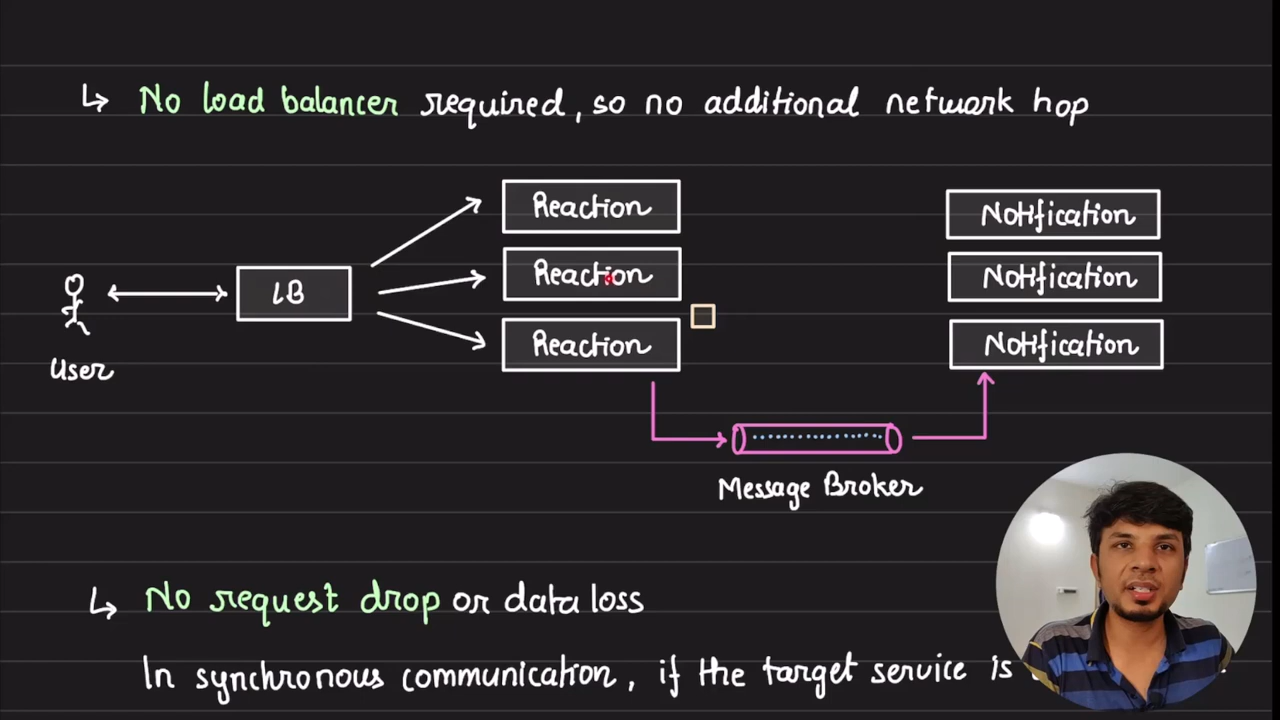 ↳ No load balancer required, so no additional network hop
Reaction
Reaction
Reaction
LB
User
Notification
Notification
Notification
Message Broker
↳ No request drop or data loss
In synchronous communication, if the target service is